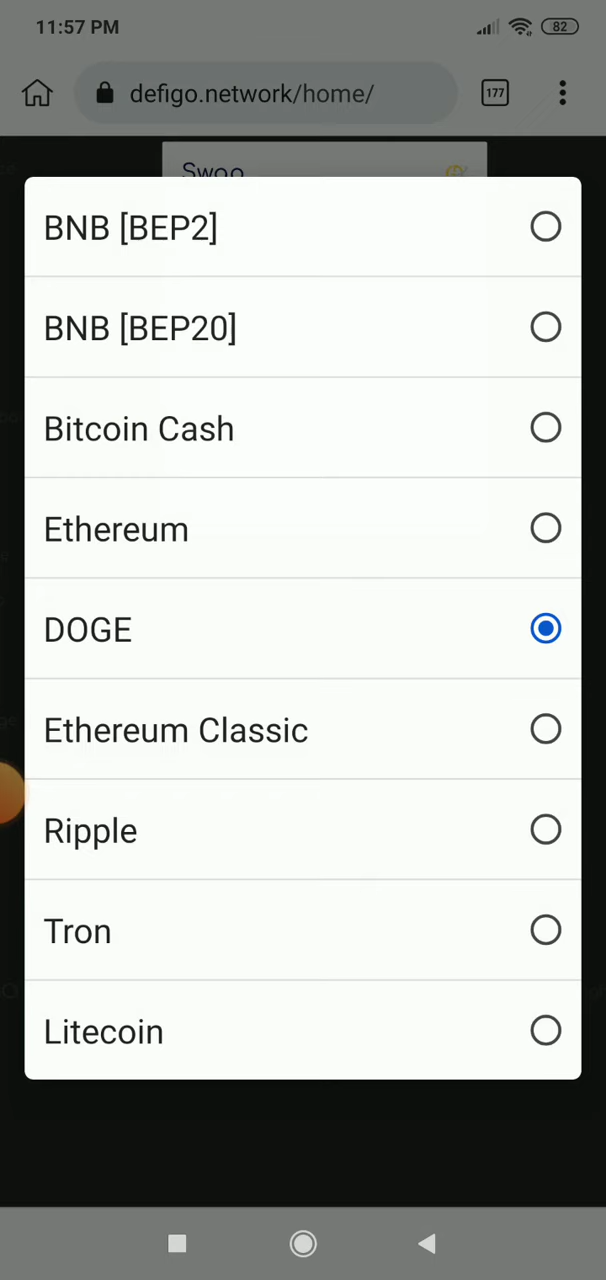 11:57 PM
82
defigo.network/home/
177
Swop
BNB [BEP2]
BNB [BEP20]
Bitcoin Cash
Ethereum
DOGE
Ethereum Classic
Ripple
Tron
Litecoin